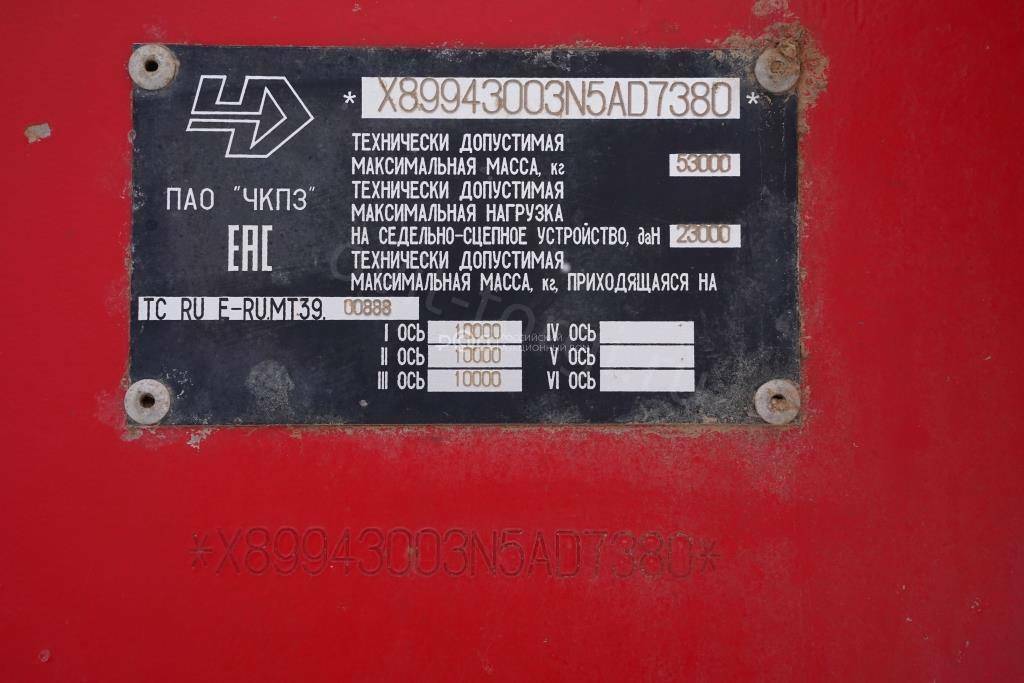 * X89943003N5AD7380 *
ТЕХНИЧЕСКИ ДОПУСТИМАЯ
МАКСИМАЛЬНАЯ МАССА, кг 53000
ТЕХНИЧЕСКИ ДОПУСТИМАЯ
МАКСИМАЛЬНАЯ НАГРУЗКА
НА СЕДЕЛЬНО-СЦЕПНОЕ УСТРОЙСТВО, даН 23000
ТЕХНИЧЕСКИ ДОПУСТИМАЯ
МАКСИМАЛЬНАЯ МАССА, кг, ПРИХОДЯЩАЯСЯ НА
ПАО "ЧКПЗ"
EAC
ТС RU E-RU.МТ39. 00888
I ОСЬ 10000 IV ОСЬ
II ОСЬ 10000 V ОСЬ
III ОСЬ 10000 VI ОСЬ
*X89943003N5AD7380*